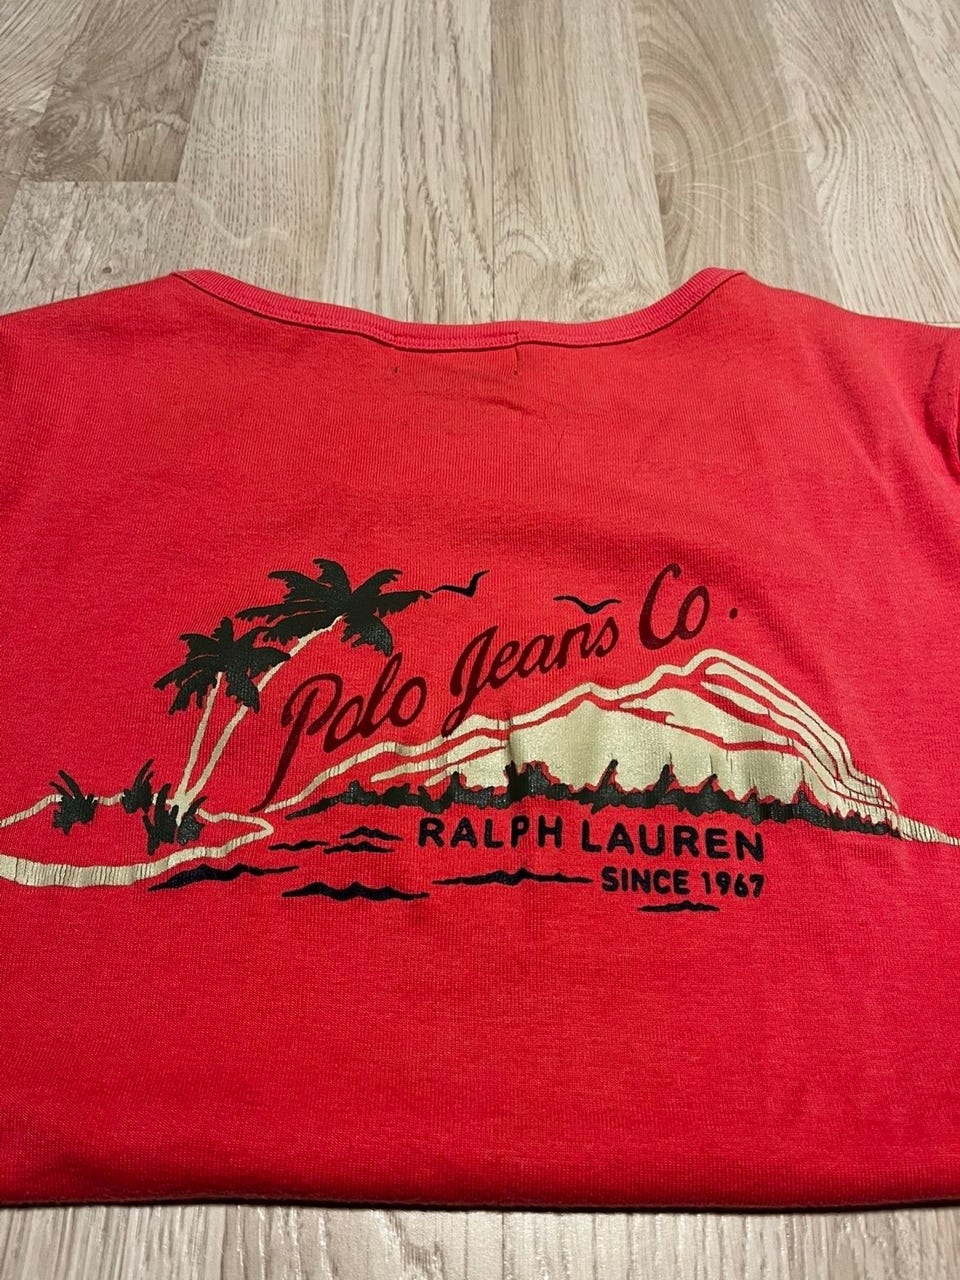 Polo Jeans Co.
RALPH LAUREN
SINCE 1967